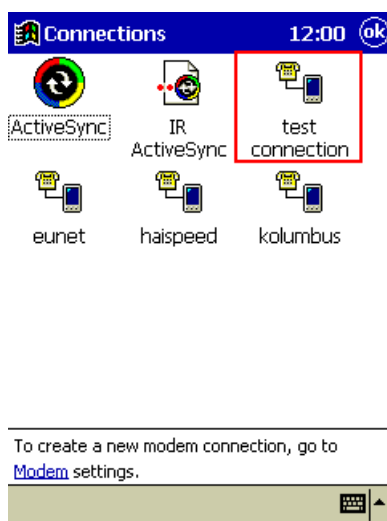 Connections 12:00 ok
ActiveSync IR ActiveSync test connection
eunet haispeed kolumbus
To create a new modem connection, go to
Modem settings.